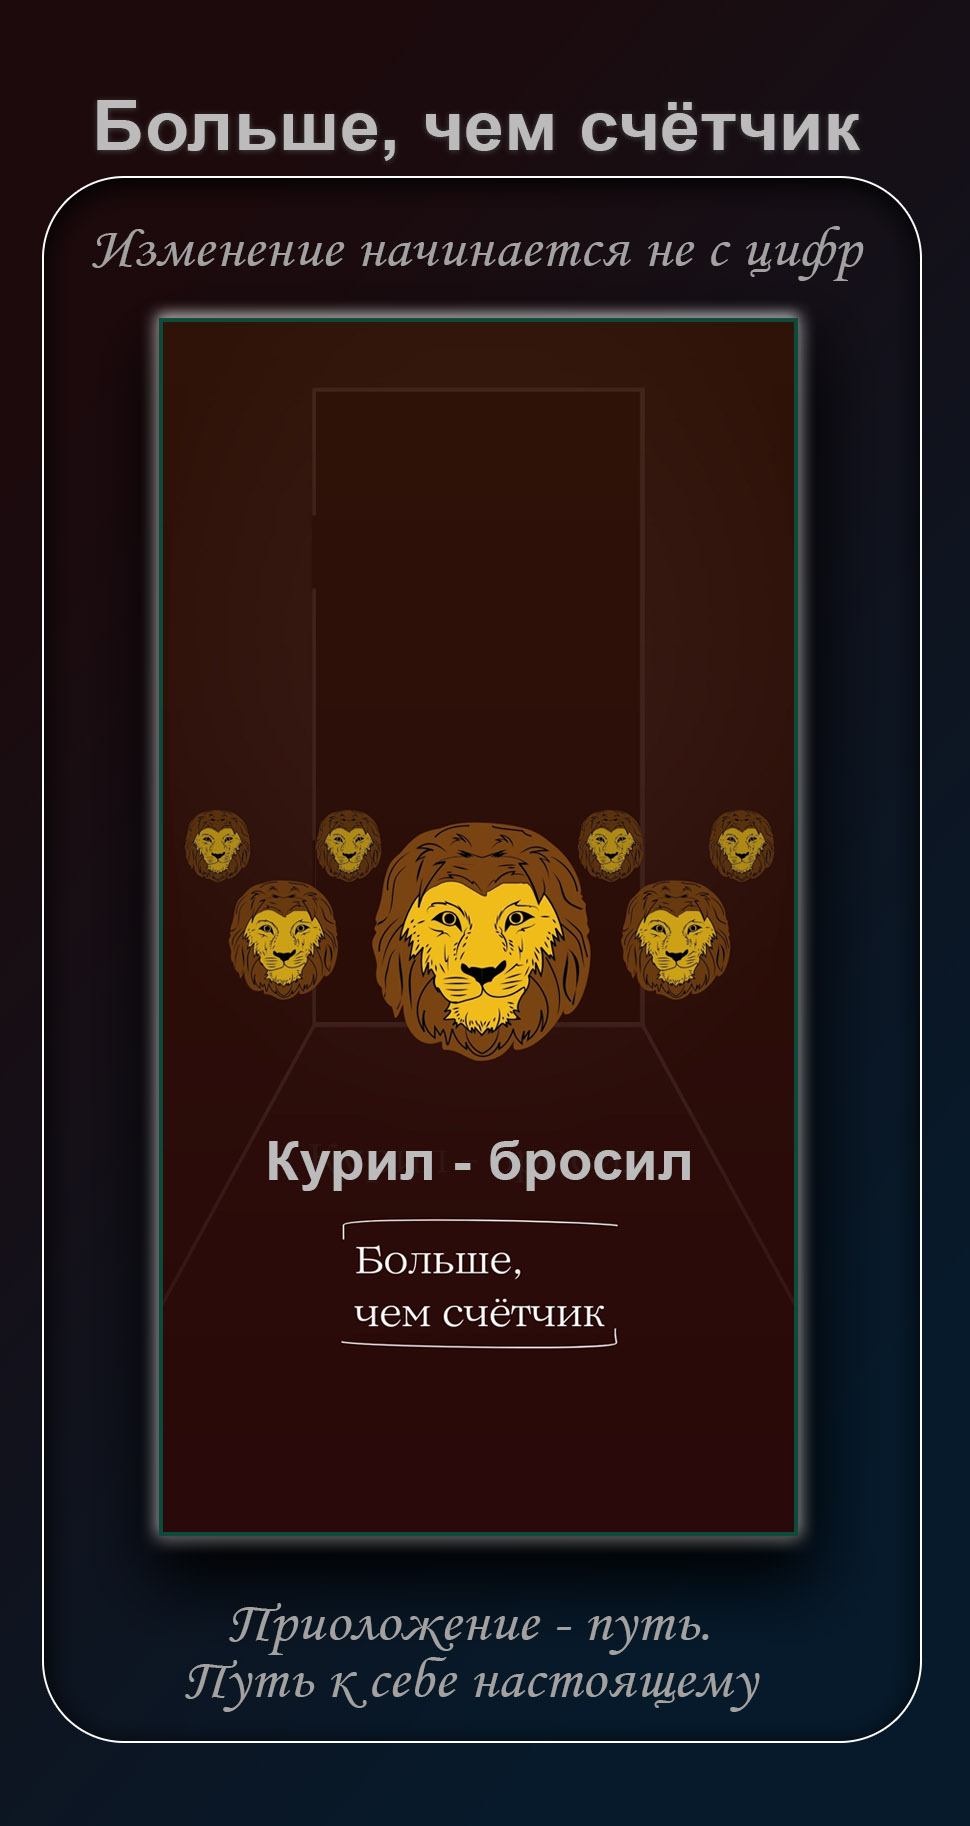 Больше, чем счётчик
Изменение начинается не с цифр
Курил - бросил
Больше,
чем счётчик
Приоложение - путь.
Путь к себе настоящему